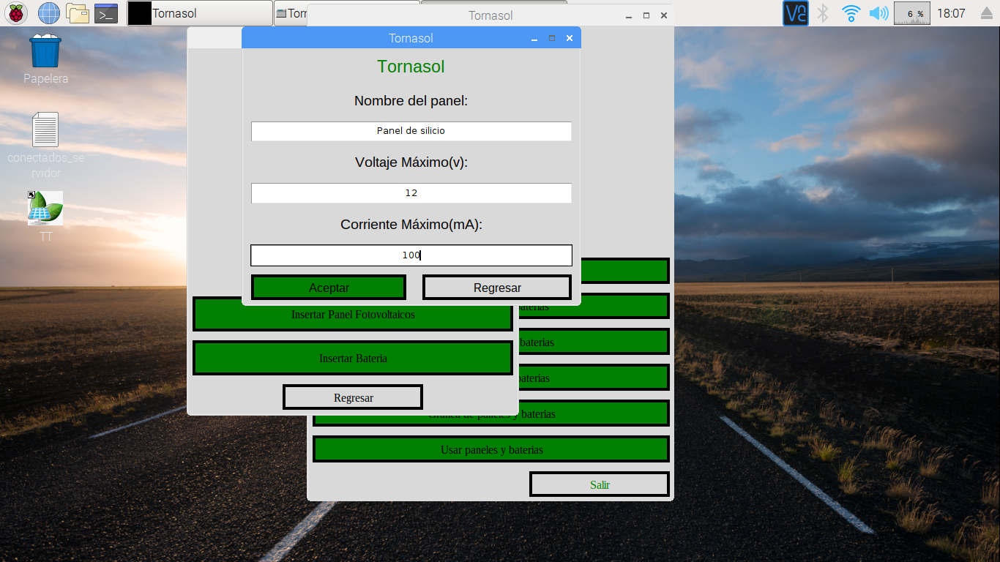 Tornasol
Torn
Tornasol
6 %
18:07
Tornasol
Papelera
conectados_se
rvidor
TT
Tornasol
Nombre del panel:
Panel de silicio
Voltaje Máximo(v):
12
Corriente Máximo(mA):
100
Aceptar
Regresar
Insertar Panel Fotovoltaicos
baterias
Insertar Bateria
baterias
Regresar
baterias
Grafica de paneles y baterias
Usar paneles y baterias
Salir